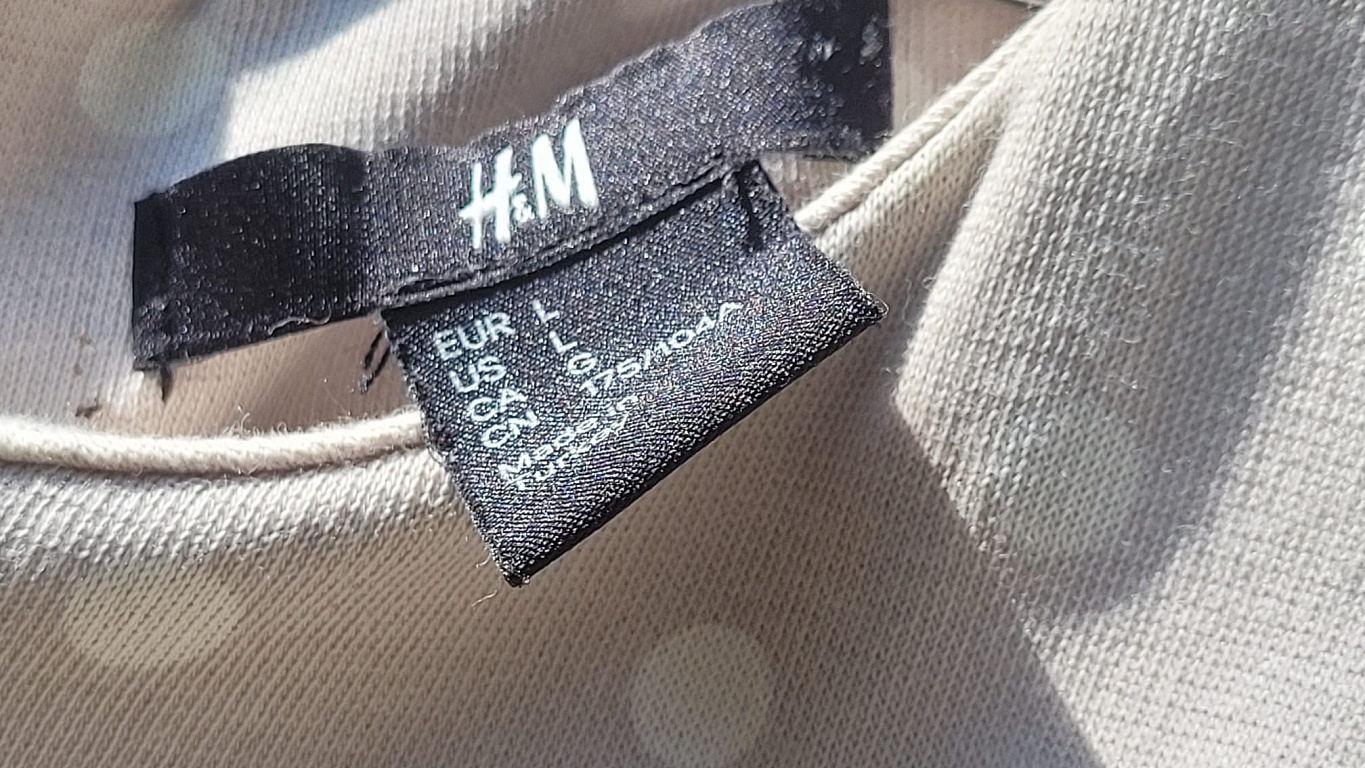 H&M
EUR L
US L
CA G
CN 175/104A
Made in
Turkey